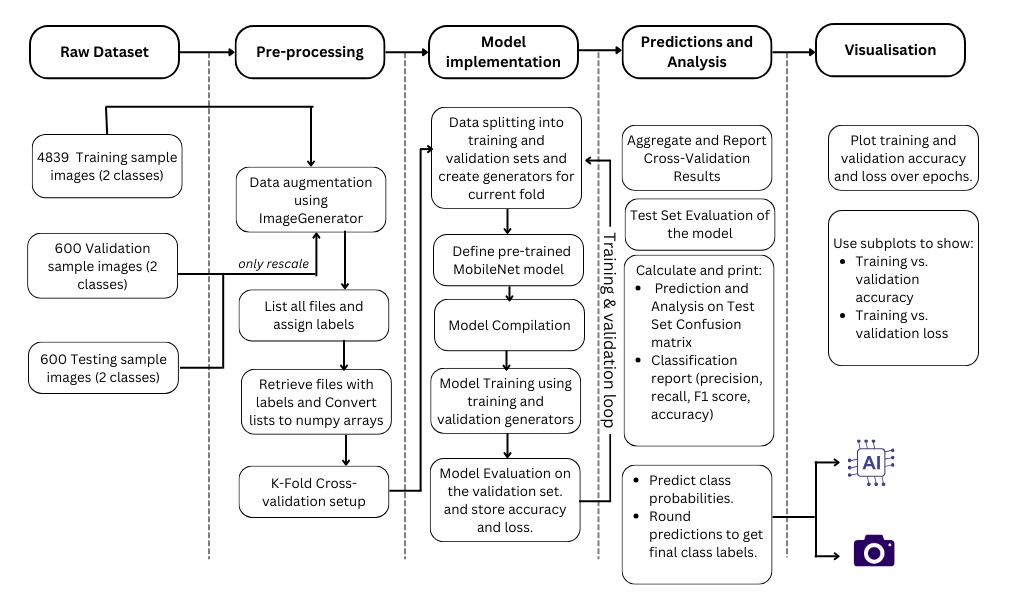 Raw Dataset
Pre-processing
Model
implementation
Predictions and
Analysis
Visualisation
4839 Training sample
images (2 classes)
600 Validation
sample images (2
classes)
600 Testing sample
images (2 classes)
Data augmentation
using
ImageGenerator
only rescale
List all files and
assign labels
Retrieve files with
labels and Convert
lists to numpy arrays
K-Fold Cross-
validation setup
Data splitting into
training and
validation sets and
create generators for
current fold
Define pre-trained
MobileNet model
Model Compilation
Model Training using
training and
validation generators
Model Evaluation on
the validation set.
and store accuracy
and loss.
Training & validation loop
Aggregate and Report
Cross-Validation
Results
Test Set Evaluation of
the model
Calculate and print:
• Prediction and
Analysis on Test
Set Confusion
matrix
• Classification
report (precision,
recall, F1 score,
accuracy)
• Predict class
probabilities.
• Round
predictions to get
final class labels.
Plot training and
validation accuracy
and loss over epochs.
Use subplots to show:
• Training vs.
validation
accuracy
• Training vs.
validation loss
AI